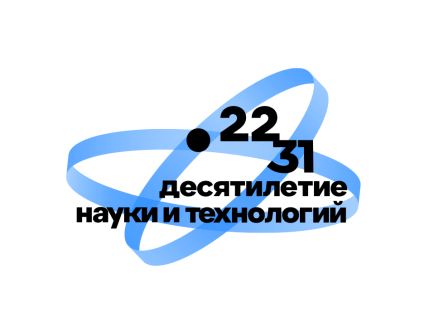 22
31
десятилетие
науки и технологий